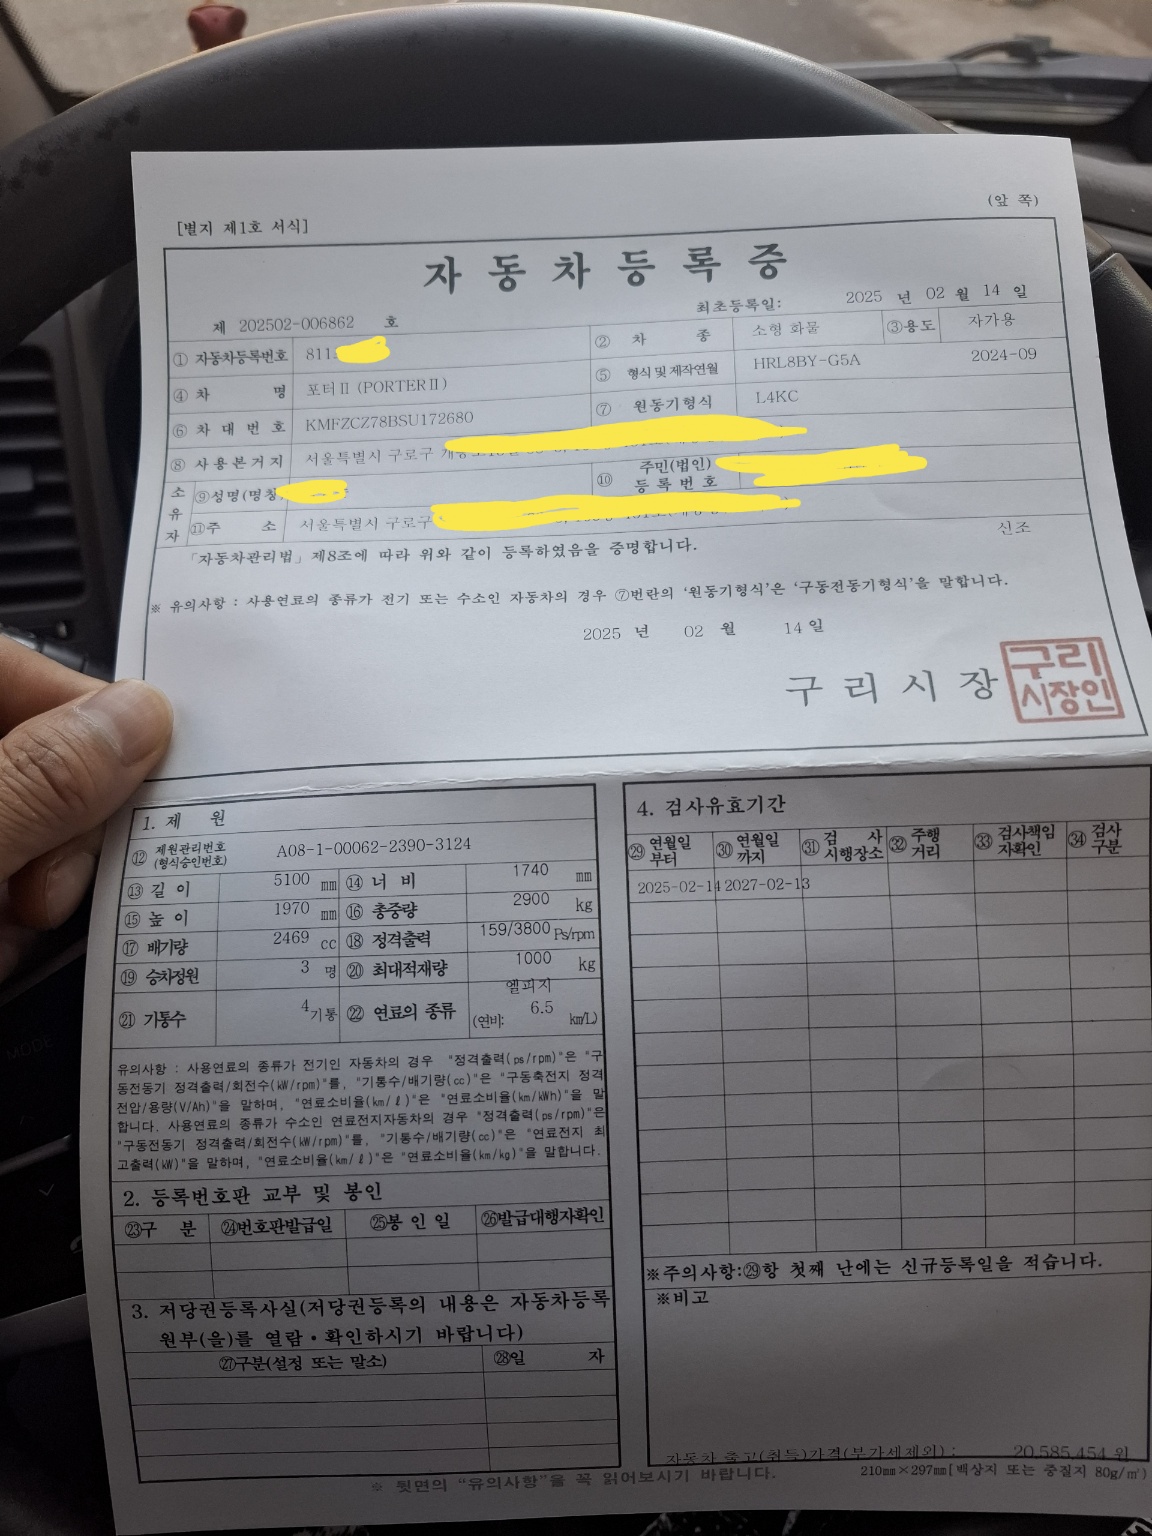 (앞 쪽)
[별지 제1호 서식]
자 동 차 등 록 증
제 202502-006862 호
최초등록일: 2025 년 02 월 14 일
① 자동차등록번호 811
② 차 종 소형 화물 ③용도 자가용
④ 차 명 포터Ⅱ (PORTERⅡ)
⑤ 형식 및 제작연월 HRL8BY-G5A 2024-09
⑥ 차 대 번 호 KMFZCZ78BSU172680
⑦ 원동기형식 L4KC
⑧ 사용본거지 서울특별시 구로구
소유자 ⑨성명(명칭)
⑩ 주민(법인)등록번호
⑪주 소 서울특별시 구로구
신조
「자동차관리법」 제8조에 따라 위와 같이 등록하였음을 증명합니다.
※ 유의사항 : 사용연료의 종류가 전기 또는 수소인 자동차의 경우 ⑦번란의 '원동기형식'은 '구동전동기형식'을 말합니다.
2025 년 02 월 14 일
구 리 시 장
구리
시장인
1. 제 원
⑫ 제원관리번호 (형식승인번호) A08-1-00062-2390-3124
⑬ 길 이 5100 mm ⑭ 너 비 1740 mm
⑮ 높 이 1970 mm ⑯ 총중량 2900 kg
⑰ 배기량 2469 cc ⑱ 정격출력 159/3800 Ps/rpm
⑲ 승차정원 3 명 ⑳ 최대적재량 1000 kg
㉑ 기통수 4 기통 ㉒ 연료의 종류 엘피지 (연비: 6.5 km/L)
유의사항 : 사용연료의 종류가 전기인 자동차의 경우 "정격출력(ps/rpm)"은 "구
동전동기 정격출력/회전수(kW/rpm)"를, "기통수/배기량(cc)"은 "구동축전지 정격
전압/용량(V/Ah)"을 말하며, "연료소비율(km/ℓ)"은 "연료소비율(km/kWh)"을 말
합니다. 사용연료의 종류가 수소인 연료전지자동차의 경우 "정격출력(ps/rpm)"은
"구동전동기 정격출력/회전수(kW/rpm)"를, "기통수/배기량(cc)"은 "연료전지 최
고출력(kW)"을 말하며, "연료소비율(km/ℓ)"은 "연료소비율(km/kg)"을 말합니다.
2. 등록번호판 교부 및 봉인
㉓구 분 ㉔번호판발급일 ㉕봉 인 일 ㉖발급대행자확인
3. 저당권등록사실(저당권등록의 내용은 자동차등록
원부(을)를 열람・확인하시기 바랍니다)
㉗구분(설정 또는 말소) ㉘일 자
4. 검사유효기간
㉙ 연월일부터 ㉚ 연월일까지 ㉛ 검 사 시행장소 ㉜ 주행거리 ㉝ 검사책임자확인 ㉞ 검사구분
2025-02-14 2027-02-13
※주의사항:㉙항 첫째 난에는 신규등록일을 적습니다.
※비고
자동차 출고(취득)가격(부가세제외) : 20,585,454 원
※ 뒷면의 "유의사항"을 꼭 읽어보시기 바랍니다.
210mm×297mm[백상지 또는 중질지 80g/㎡]
MODE